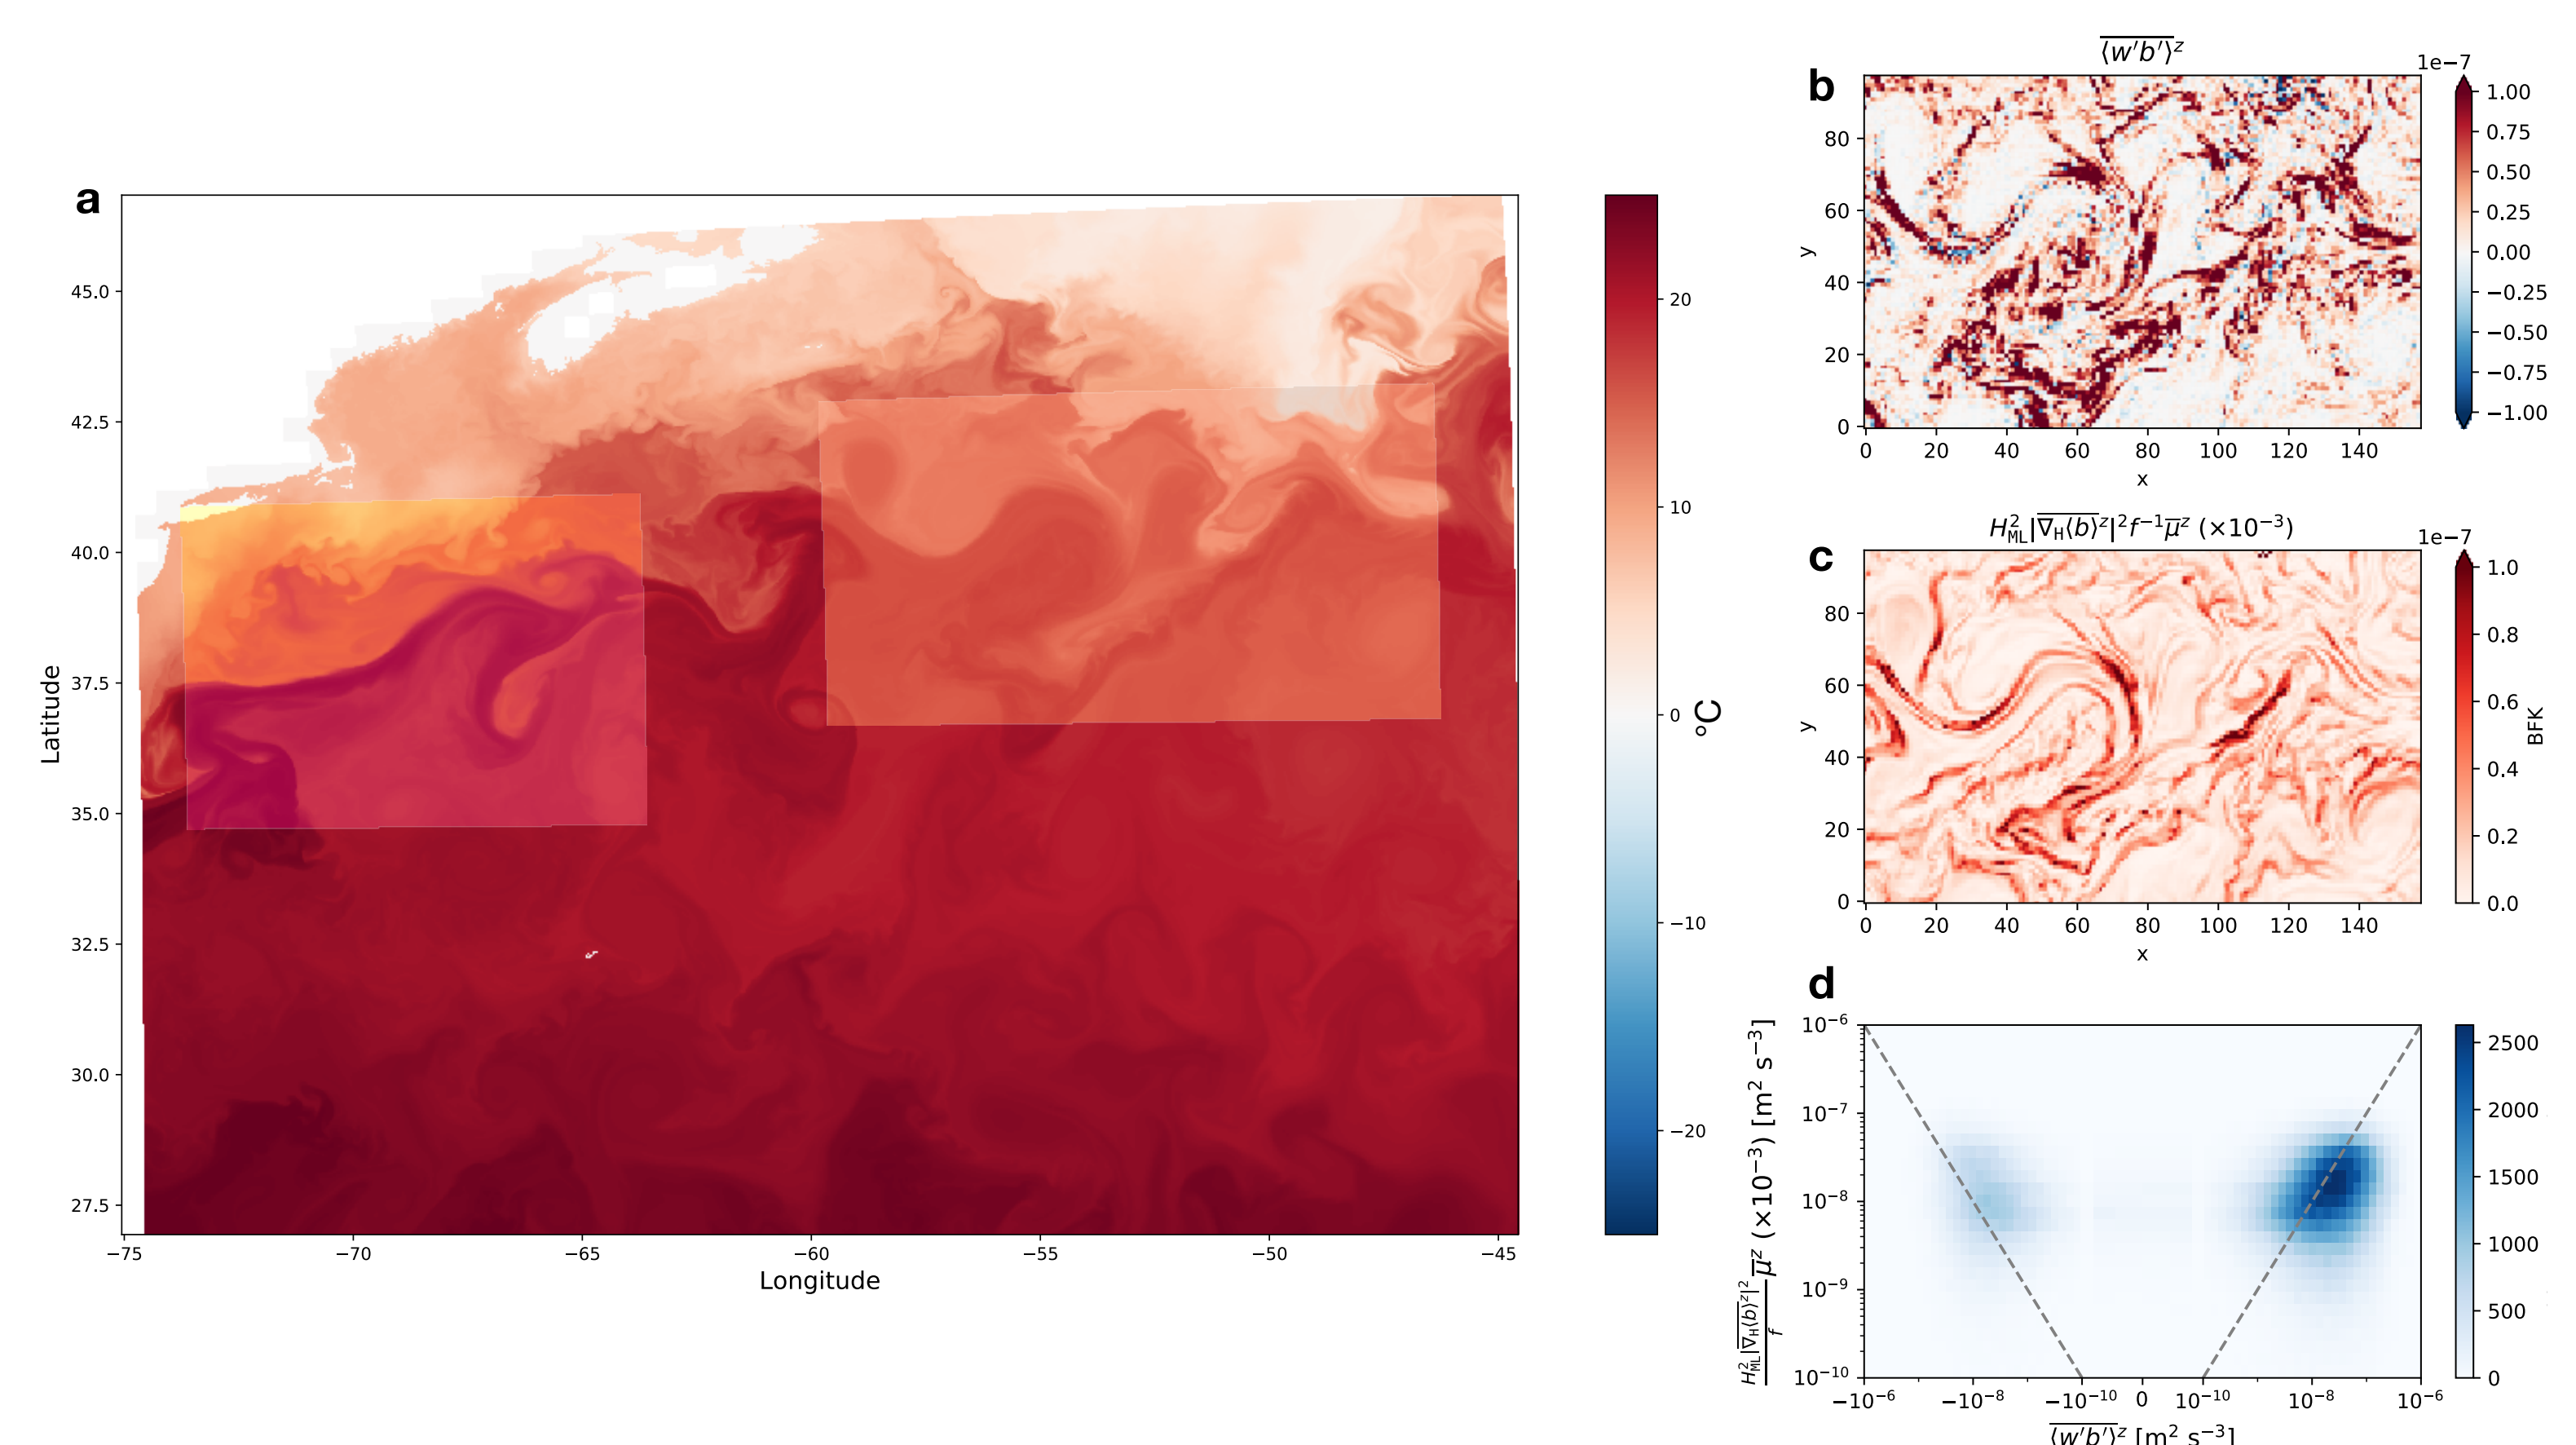 a
45.0
42.5
40.0
37.5
35.0
32.5
30.0
27.5
Latitude
−75
−70
−65
−60
−55
−50
−45
Longitude
20
10
0
−10
−20
°C
b
⟨w′b′⟩ᶻ
1e−7
80
60
40
20
0
y
0 20 40 60 80 100 120 140
x
1.00
0.75
0.50
0.25
0.00
−0.25
−0.50
−0.75
−1.00
c
H²_ML|∇_H⟨b⟩ᶻ|²f⁻¹μᶻ (×10⁻³)
1e−7
80
60
40
20
0
y
0 20 40 60 80 100 120 140
x
1.0
0.8
0.6
0.4
0.2
0.0
BFK
d
10⁻⁶
10⁻⁷
10⁻⁸
10⁻⁹
10⁻¹⁰
H²_ML|∇_H⟨b⟩ᶻ|²/f μᶻ (×10⁻³) [m² s⁻³]
−10⁻⁶ −10⁻⁸ −10⁻¹⁰ 0 10⁻¹⁰ 10⁻⁸ 10⁻⁶
⟨w′b′⟩ᶻ [m² s⁻³]
2500
2000
1500
1000
500
0